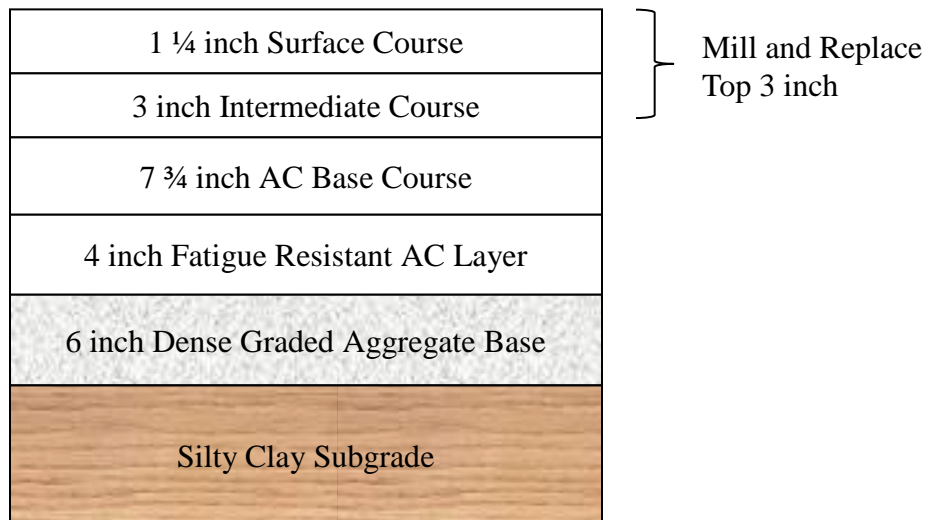 1 ¼ inch Surface Course
Mill and Replace
Top 3 inch
3 inch Intermediate Course
7 ¾ inch AC Base Course
4 inch Fatigue Resistant AC Layer
6 inch Dense Graded Aggregate Base
Silty Clay Subgrade